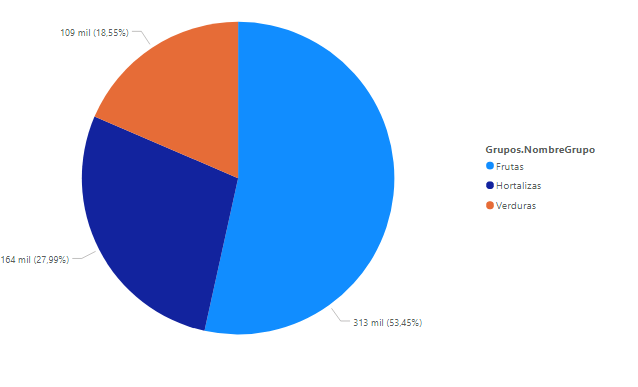 109 mil (18,55%)
Grupos.NombreGrupo
Frutas
Hortalizas
Verduras
164 mil (27,99%)
313 mil (53,45%)